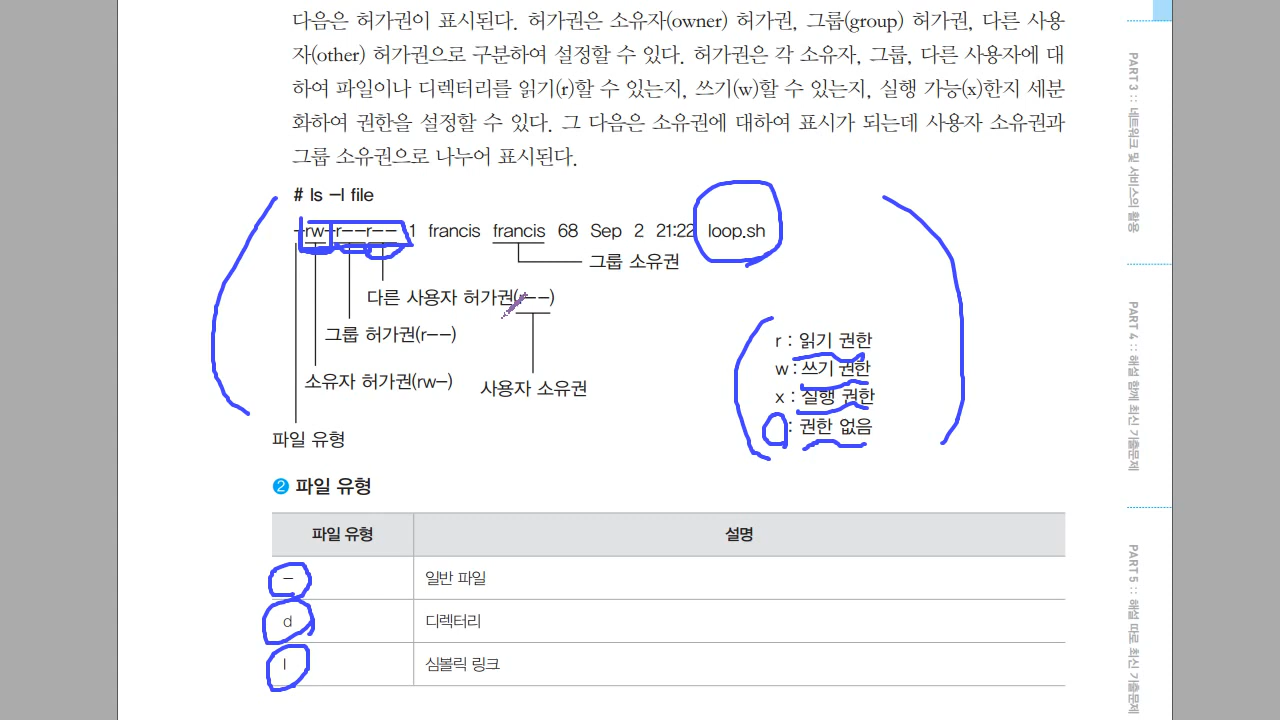 다음은 허가권이 표시된다. 허가권은 소유자(owner) 허가권, 그룹(group) 허가권, 다른 사용
자(other) 허가권으로 구분하여 설정할 수 있다. 허가권은 각 소유자, 그룹, 다른 사용자에 대
하여 파일이나 디렉터리를 읽기(r)할 수 있는지, 쓰기(w)할 수 있는지, 실행 가능(x)한지 세분
화하여 권한을 설정할 수 있다. 그 다음은 소유권에 대하여 표시가 되는데 사용자 소유권과
그룹 소유권으로 나누어 표시된다.
# ls -l file
-rw-r--r-- 1 francis francis 68 Sep 2 21:22 loop.sh
그룹 소유권
다른 사용자 허가권(r--)
그룹 허가권(r--)
소유자 허가권(rw-)
사용자 소유권
파일 유형
r : 읽기 권한
w : 쓰기 권한
x : 실행 권한
: 권한 없음
❷ 파일 유형
파일 유형 설명
- 일반 파일
d 디렉터리
l 심볼릭 링크
PART 3 :: 네트워크 및 서비스의 활용
PART 4 :: 해설 함께 최신 기출문제
PART 5 :: 해설 따로 최신 기출문제